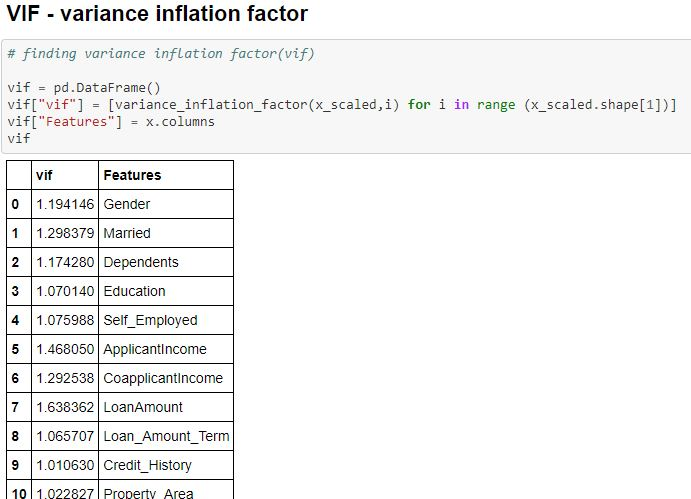 VIF - variance inflation factor
# finding variance inflation factor(vif)
vif = pd.DataFrame()
vif["vif"] = [variance_inflation_factor(x_scaled,i) for i in range (x_scaled.shape[1])]
vif["Features"] = x.columns
vif
vif Features
0 1.194146 Gender
1 1.298379 Married
2 1.174280 Dependents
3 1.070140 Education
4 1.075988 Self_Employed
5 1.468050 ApplicantIncome
6 1.292538 CoapplicantIncome
7 1.638362 LoanAmount
8 1.065707 Loan_Amount_Term
9 1.010630 Credit_History
10 1.022827 Property_Area